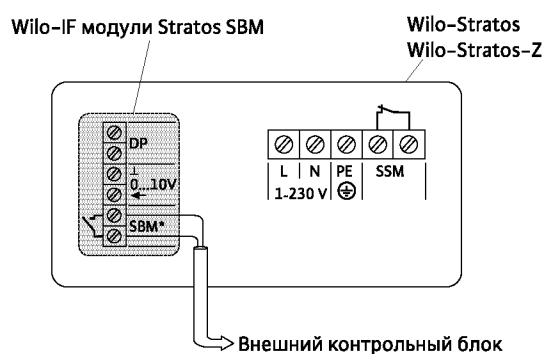 Wilo-IF модули Stratos SBM
Wilo-Stratos
Wilo-Stratos-Z
DP
⊥
0...10V
SBM*
L N PE SSM
1~230 V
Внешний контрольный блок